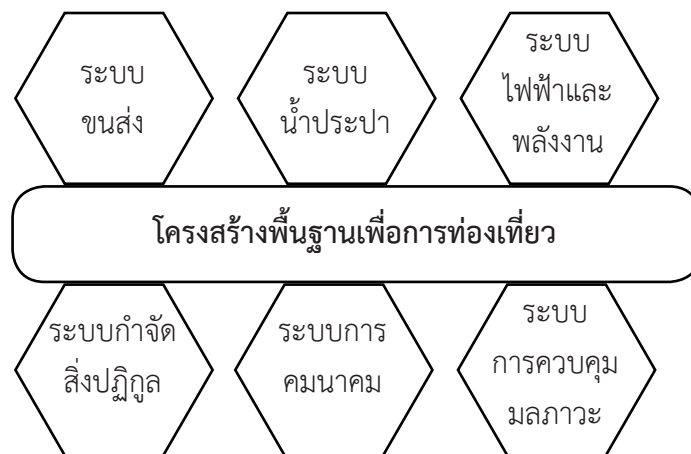 ระบบ
ขนส่ง
ระบบ
น้ำประปา
ระบบ
ไฟฟ้าและ
พลังงาน
โครงสร้างพื้นฐานเพื่อการท่องเที่ยว
ระบบกำจัด
สิ่งปฏิกูล
ระบบการ
คมนาคม
ระบบ
การควบคุม
มลภาวะ